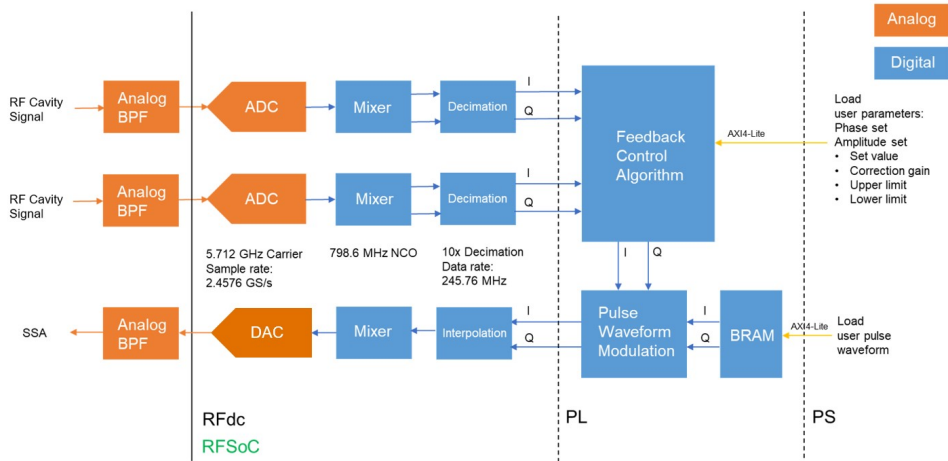 Analog
Digital
RF Cavity
Signal
Analog
BPF
ADC
Mixer
Decimation
I
Q
Feedback
Control
Algorithm
AXI4-Lite
Load
user parameters:
Phase set
Amplitude set
• Set value
• Correction gain
• Upper limit
• Lower limit
RF Cavity
Signal
Analog
BPF
ADC
Mixer
Decimation
I
Q
5.712 GHz Carrier
Sample rate:
2.4576 GS/s
798.6 MHz NCO
10x Decimation
Data rate:
245.76 MHz
I
Q
SSA
Analog
BPF
DAC
Mixer
Interpolation
I
Q
Pulse
Waveform
Modulation
I
Q
BRAM
AXI4-Lite
Load
user pulse
waveform
RFdc
RFSoC
PL
PS